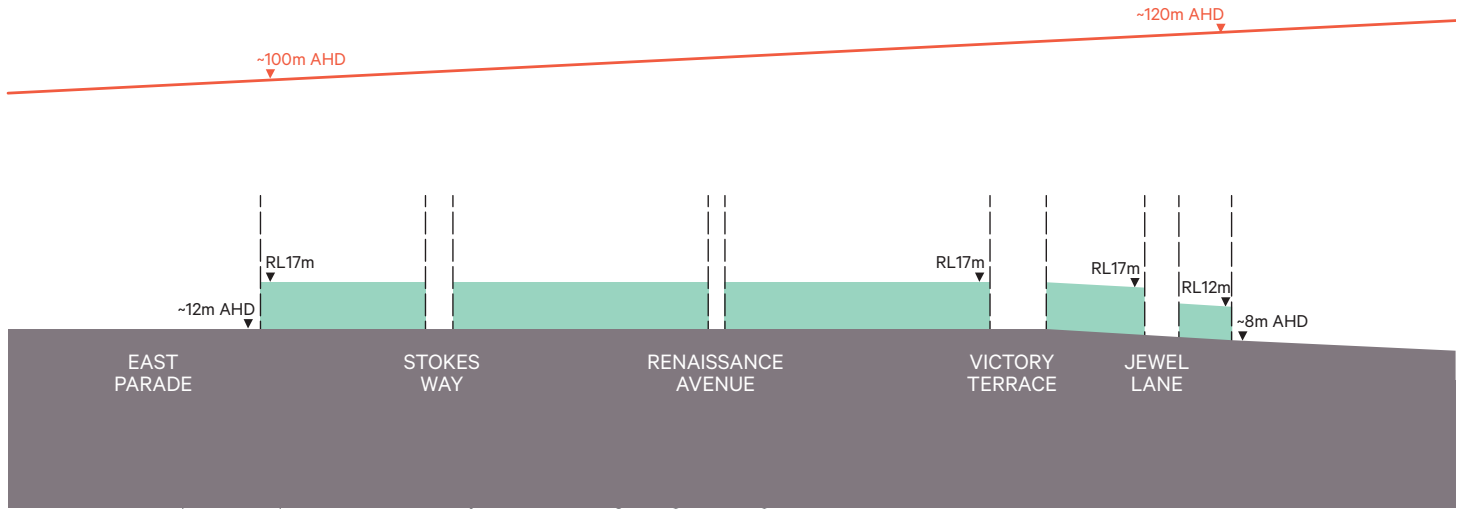 ~120m AHD
~100m AHD
RL17m
RL17m
RL17m
RL12m
~12m AHD
~8m AHD
EAST
PARADE
STOKES
WAY
RENAISSANCE
AVENUE
VICTORY
TERRACE
JEWEL
LANE